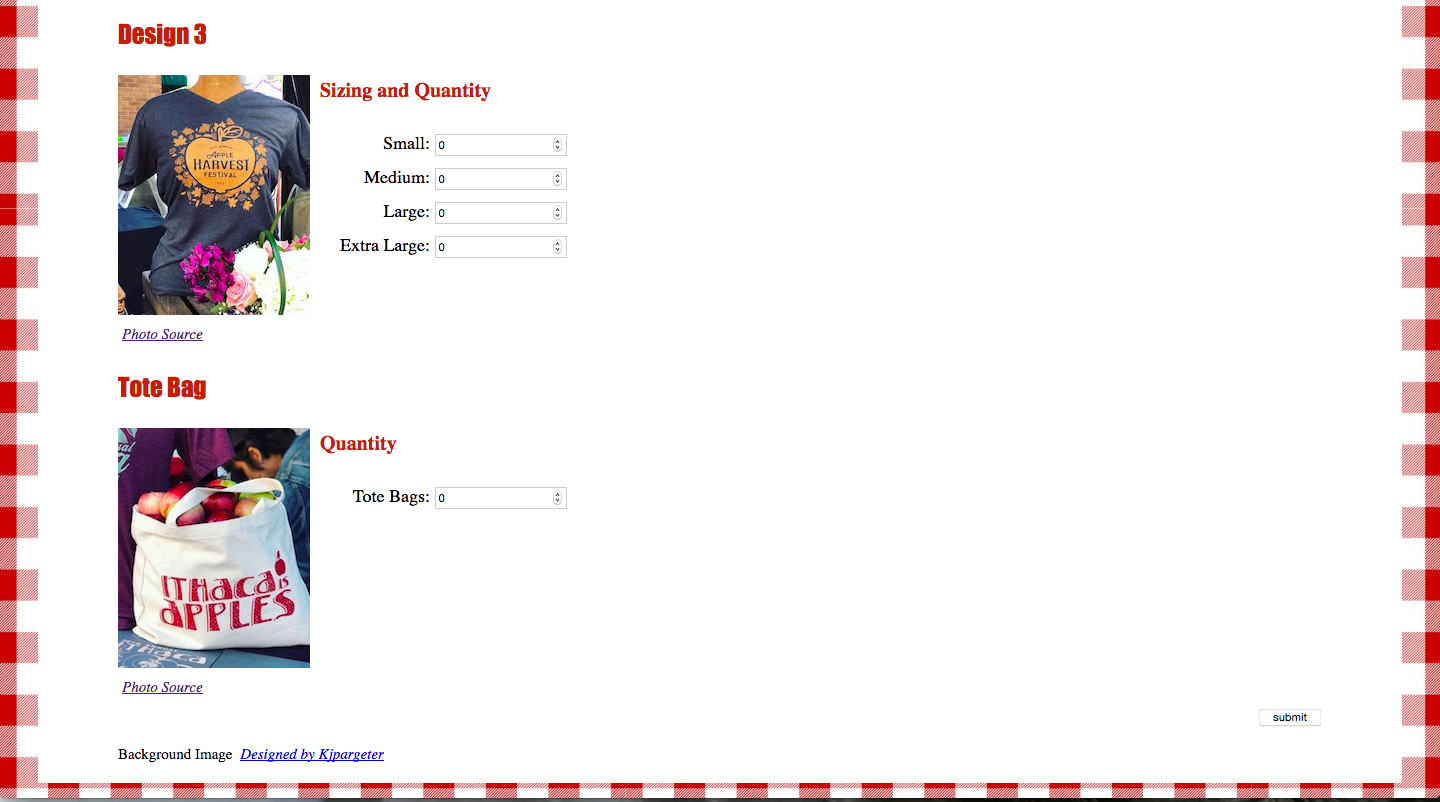 Design 3
Sizing and Quantity
Small: 0
Medium: 0
Large: 0
Extra Large: 0
APPLE
HARVEST
FESTIVAL
Photo Source
Tote Bag
Quantity
Tote Bags: 0
ITHACA IS
APPLES
ITHACA
Photo Source
submit
Background Image Designed by Kjpargeter